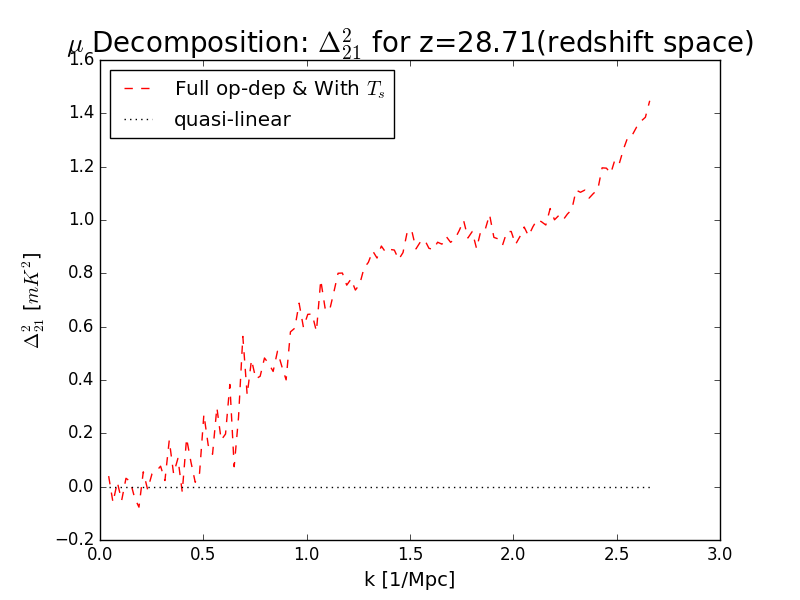 μ Decomposition: Δ²₂₁ for z=28.71(redshift space)
1.6
Full op-dep & With Tₛ
quasi-linear
1.4
1.2
1.0
0.8
0.6
0.4
0.2
0.0
−0.2
Δ²₂₁ [mK²]
0.0 0.5 1.0 1.5 2.0 2.5 3.0
k [1/Mpc]